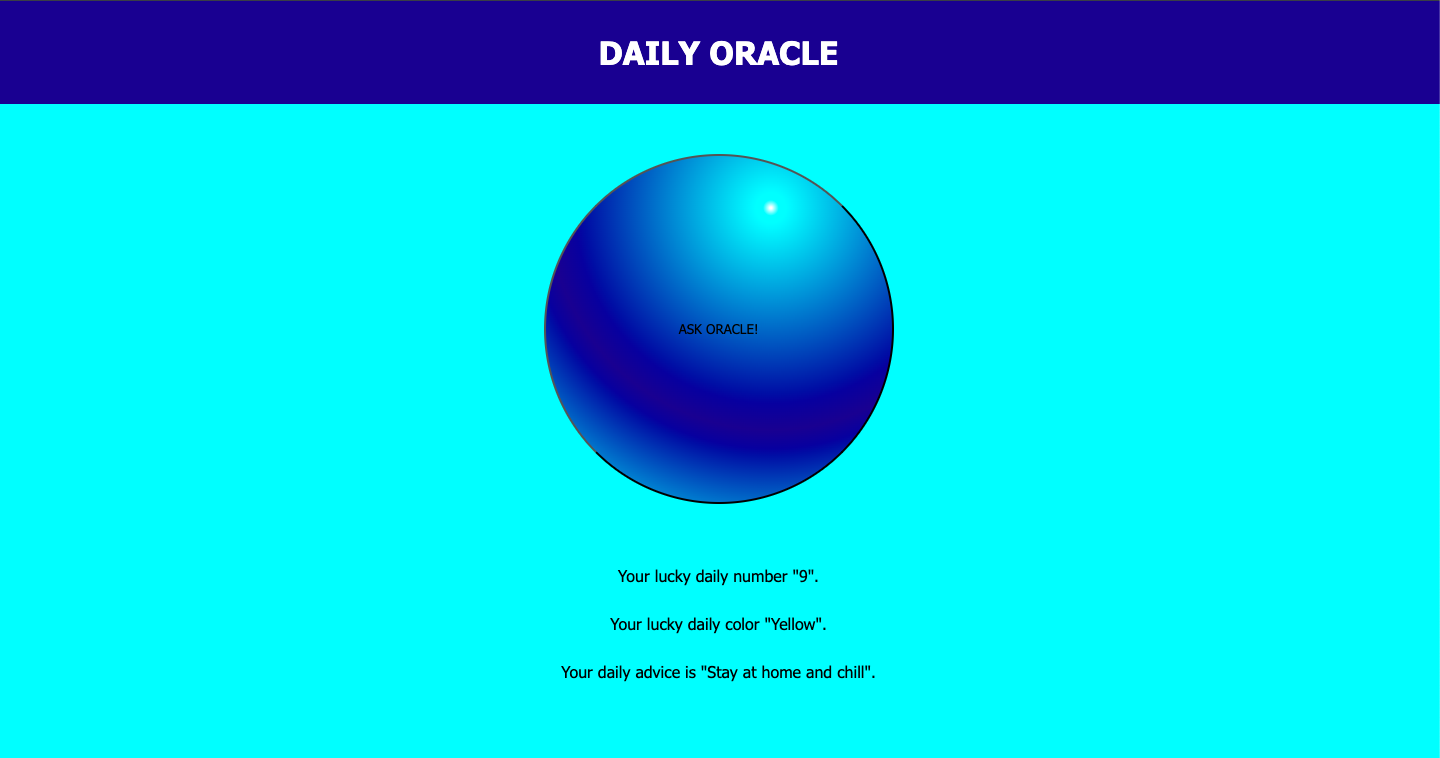 DAILY ORACLE
ASK ORACLE!
Your lucky daily number "9".
Your lucky daily color "Yellow".
Your daily advice is "Stay at home and chill".